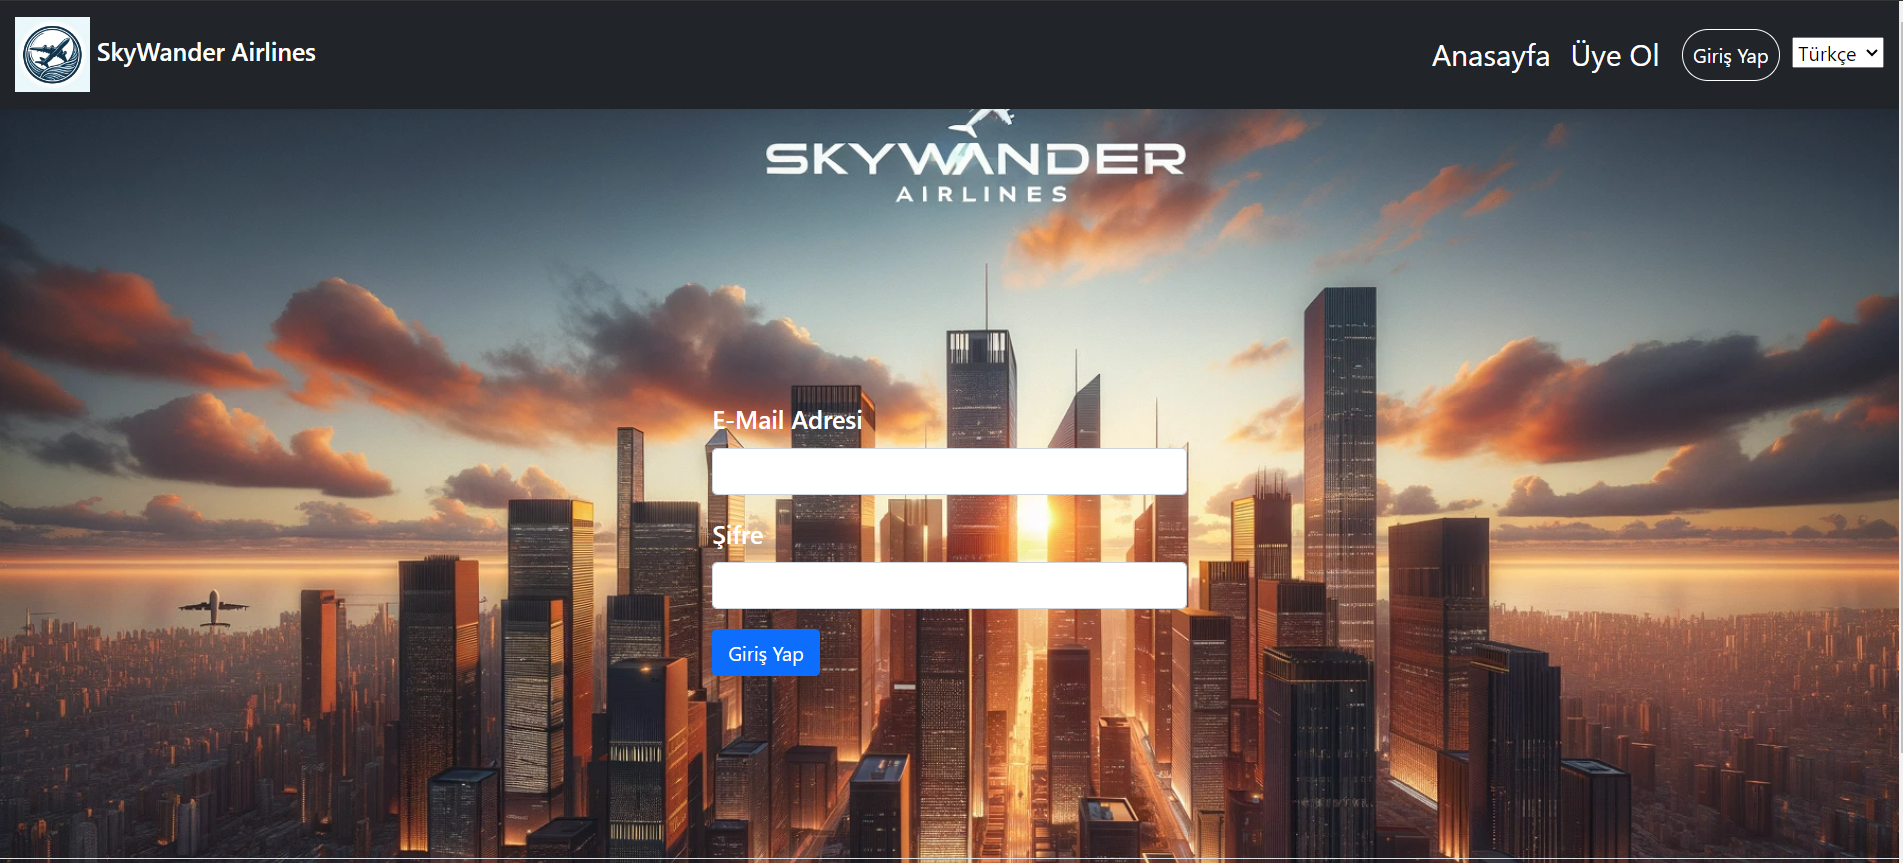 SkyWander Airlines
Anasayfa Üye Ol Giriş Yap Türkçe
SKYWANDER
AIRLINES
E-Mail Adresi
Şifre
Giriş Yap